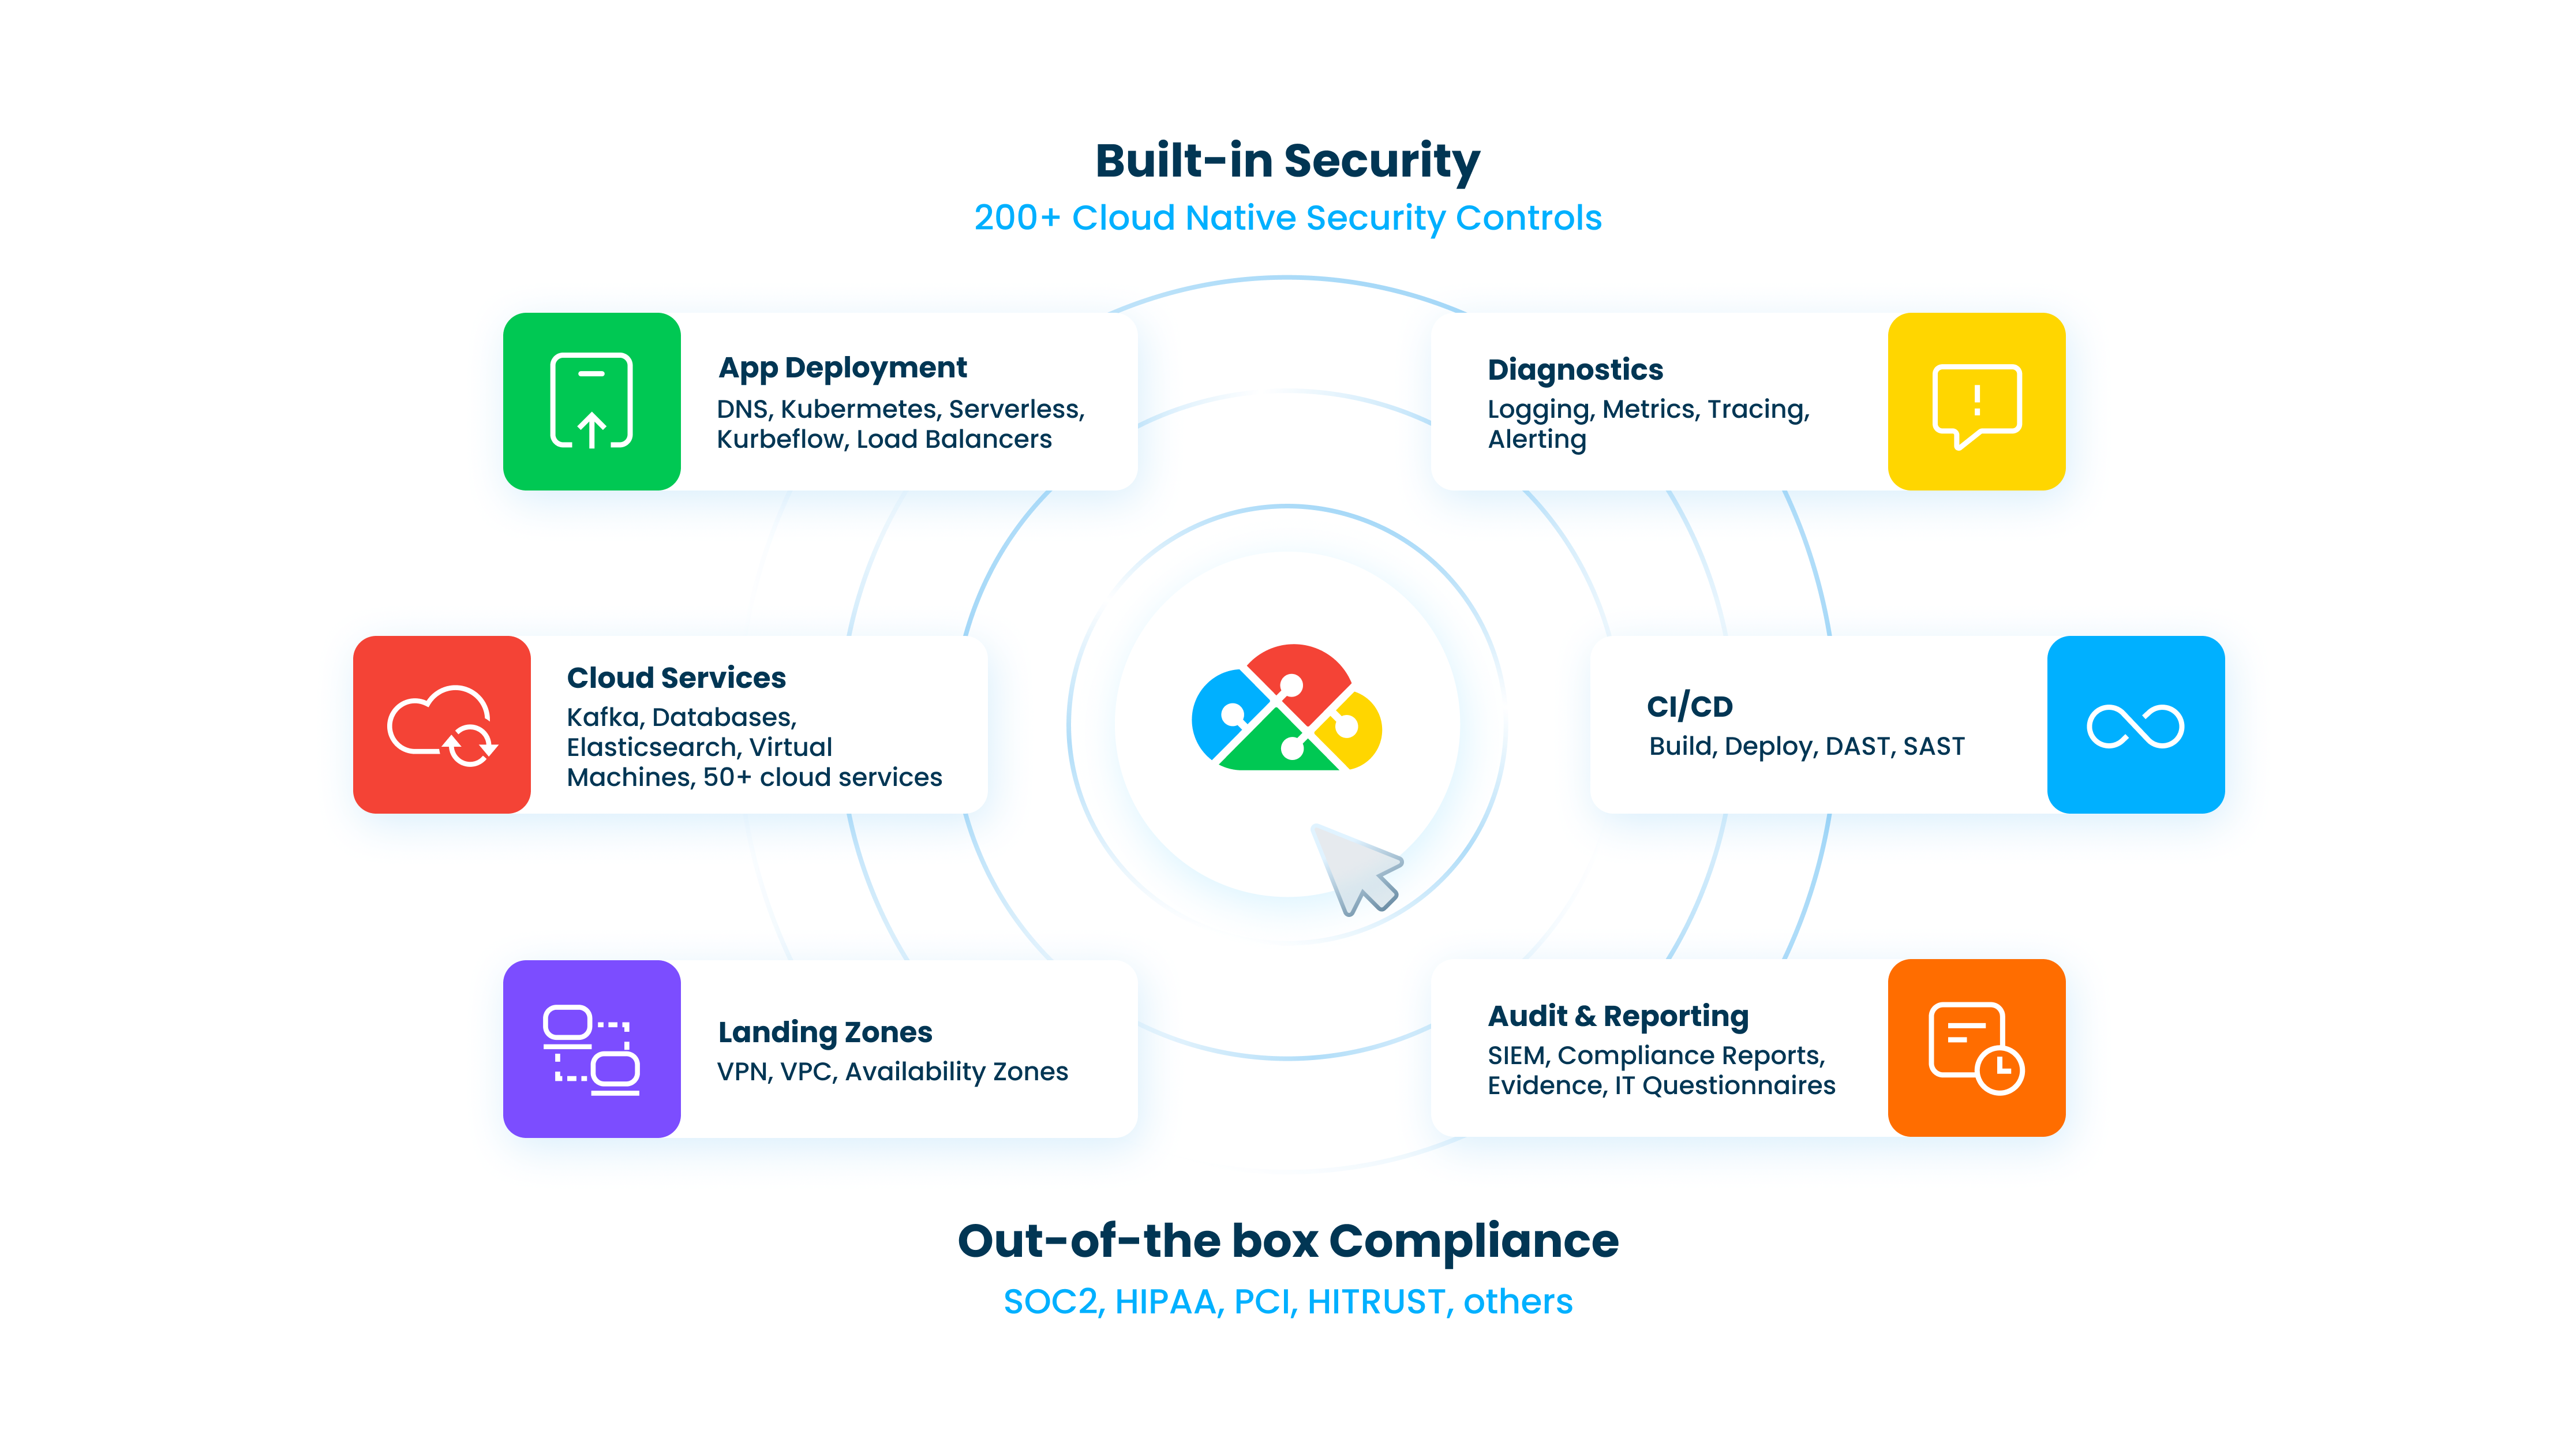 Built-in Security
200+ Cloud Native Security Controls
App Deployment
DNS, Kubermetes, Serverless,
Kurbeflow, Load Balancers
Diagnostics
Logging, Metrics, Tracing,
Alerting
Cloud Services
Kafka, Databases,
Elasticsearch, Virtual
Machines, 50+ cloud services
CI/CD
Build, Deploy, DAST, SAST
Landing Zones
VPN, VPC, Availability Zones
Audit & Reporting
SIEM, Compliance Reports,
Evidence, IT Questionnaires
Out-of-the box Compliance
SOC2, HIPAA, PCI, HITRUST, others